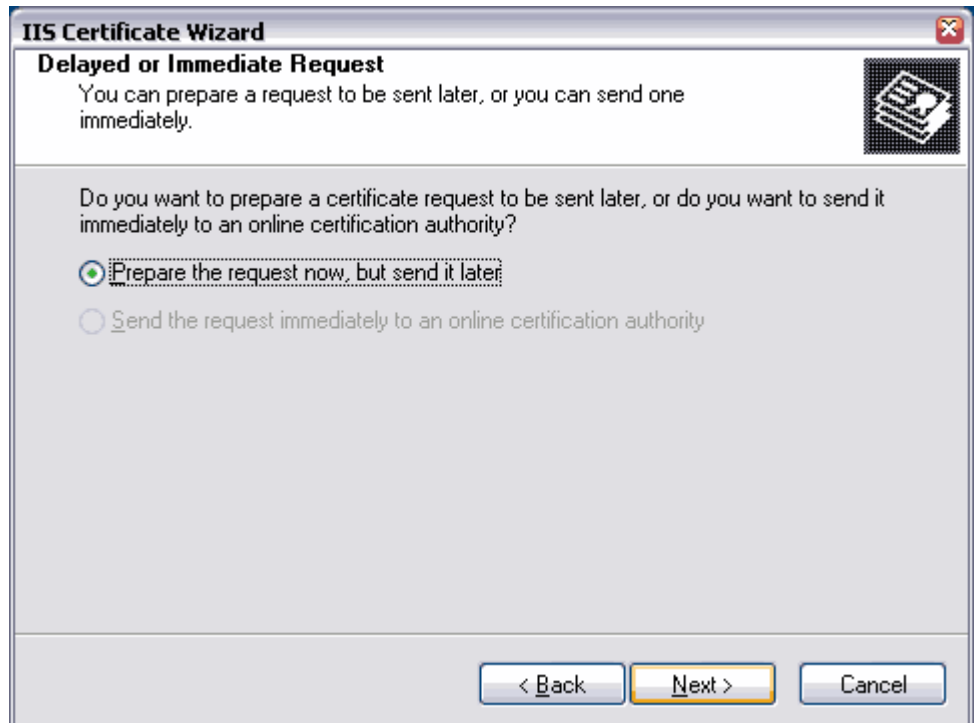 IIS Certificate Wizard
Delayed or Immediate Request
You can prepare a request to be sent later, or you can send one
immediately.
Do you want to prepare a certificate request to be sent later, or do you want to send it
immediately to an online certification authority?
Prepare the request now, but send it later
Send the request immediately to an online certification authority
< Back
Next >
Cancel